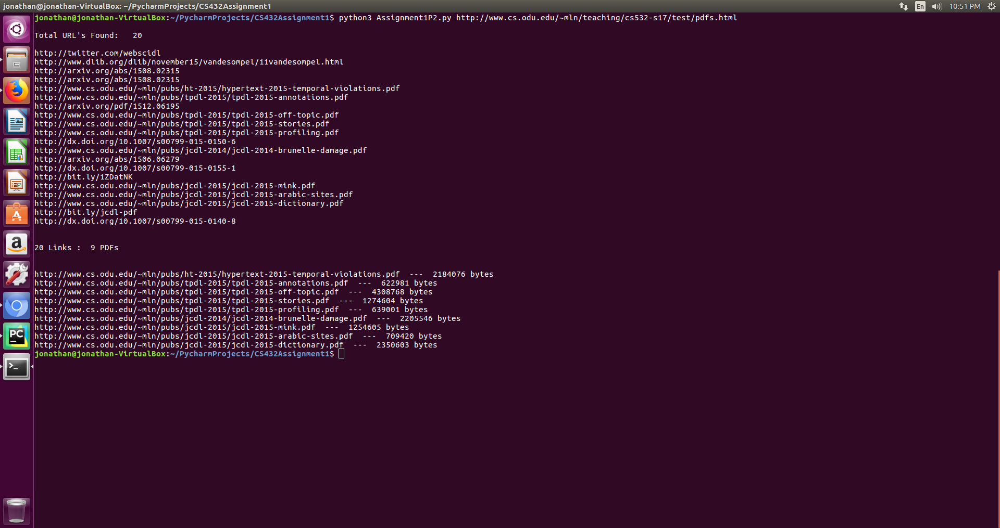 jonathan@jonathan-VirtualBox: ~/PycharmProjects/CS432Assignment1
En
10:51 PM
jonathan@jonathan-VirtualBox:~/PycharmProjects/CS432Assignment1$ python3 Assignment1P2.py http://www.cs.odu.edu/~mln/teaching/cs532-s17/test/pdfs.html
Total URL's Found:   20
http://twitter.com/webscidl
http://www.dlib.org/dlib/november15/vandesompel/11vandesompel.html
http://arxiv.org/abs/1508.02315
http://arxiv.org/abs/1508.02315
http://www.cs.odu.edu/~mln/pubs/ht-2015/hypertext-2015-temporal-violations.pdf
http://www.cs.odu.edu/~mln/pubs/tpdl-2015/tpdl-2015-annotations.pdf
http://arxiv.org/pdf/1512.06195
http://www.cs.odu.edu/~mln/pubs/tpdl-2015/tpdl-2015-off-topic.pdf
http://www.cs.odu.edu/~mln/pubs/tpdl-2015/tpdl-2015-stories.pdf
http://www.cs.odu.edu/~mln/pubs/tpdl-2015/tpdl-2015-profiling.pdf
http://dx.doi.org/10.1007/s00799-015-0150-6
http://www.cs.odu.edu/~mln/pubs/jcdl-2014/jcdl-2014-brunelle-damage.pdf
http://arxiv.org/abs/1506.06279
http://dx.doi.org/10.1007/s00799-015-0155-1
http://bit.ly/1ZDatNK
http://www.cs.odu.edu/~mln/pubs/jcdl-2015/jcdl-2015-mink.pdf
http://www.cs.odu.edu/~mln/pubs/jcdl-2015/jcdl-2015-arabic-sites.pdf
http://www.cs.odu.edu/~mln/pubs/jcdl-2015/jcdl-2015-dictionary.pdf
http://bit.ly/jcdl-pdf
http://dx.doi.org/10.1007/s00799-015-0140-8
20 Links :  9 PDFs
http://www.cs.odu.edu/~mln/pubs/ht-2015/hypertext-2015-temporal-violations.pdf  ---  2184076 bytes
http://www.cs.odu.edu/~mln/pubs/tpdl-2015/tpdl-2015-annotations.pdf  ---  622981 bytes
http://www.cs.odu.edu/~mln/pubs/tpdl-2015/tpdl-2015-off-topic.pdf  ---  4308768 bytes
http://www.cs.odu.edu/~mln/pubs/tpdl-2015/tpdl-2015-stories.pdf  ---  1274604 bytes
http://www.cs.odu.edu/~mln/pubs/tpdl-2015/tpdl-2015-profiling.pdf  ---  639001 bytes
http://www.cs.odu.edu/~mln/pubs/jcdl-2014/jcdl-2014-brunelle-damage.pdf  ---  2205546 bytes
http://www.cs.odu.edu/~mln/pubs/jcdl-2015/jcdl-2015-mink.pdf  ---  1254605 bytes
http://www.cs.odu.edu/~mln/pubs/jcdl-2015/jcdl-2015-arabic-sites.pdf  ---  709420 bytes
http://www.cs.odu.edu/~mln/pubs/jcdl-2015/jcdl-2015-dictionary.pdf  ---  2350603 bytes
jonathan@jonathan-VirtualBox:~/PycharmProjects/CS432Assignment1$
A
a
PC
>_